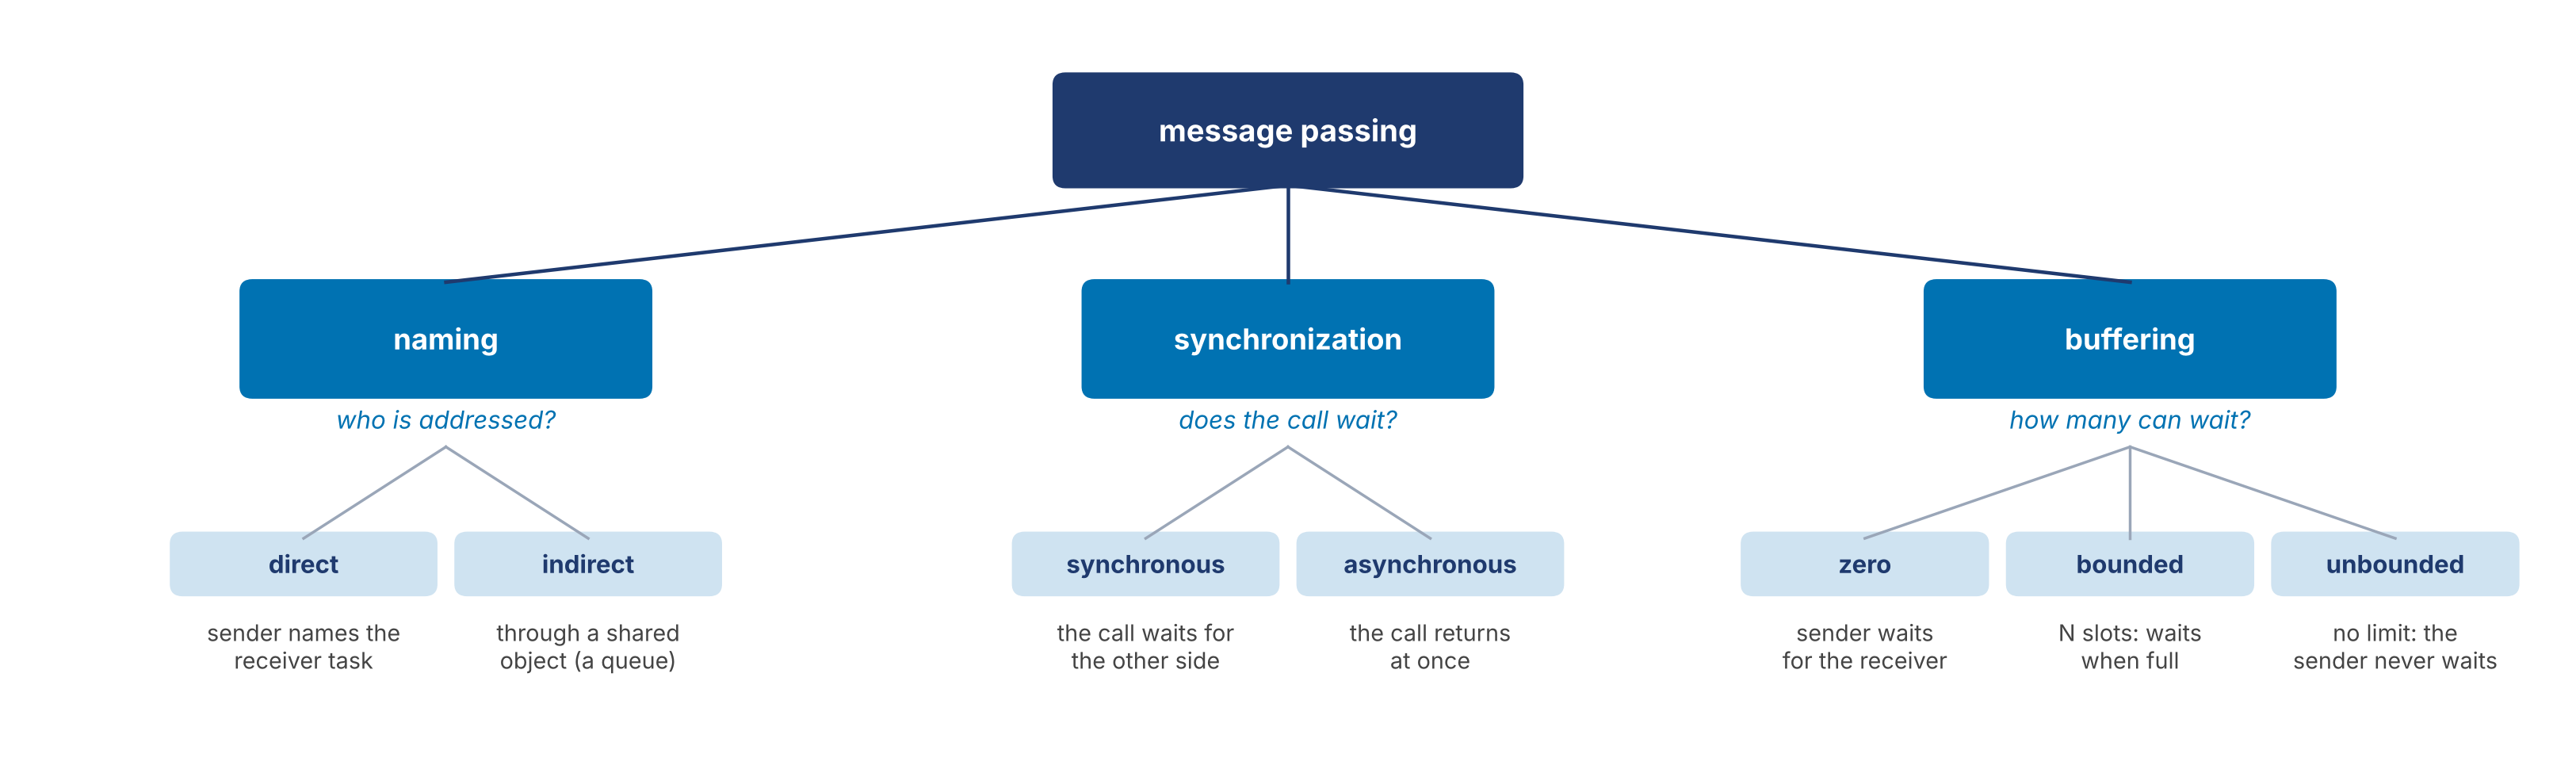 message passing
naming
synchronization
buffering
who is addressed?
does the call wait?
how many can wait?
direct
indirect
synchronous
asynchronous
zero
bounded
unbounded
sender names the
receiver task
through a shared
object (a queue)
the call waits for
the other side
the call returns
at once
sender waits
for the receiver
N slots: waits
when full
no limit: the
sender never waits